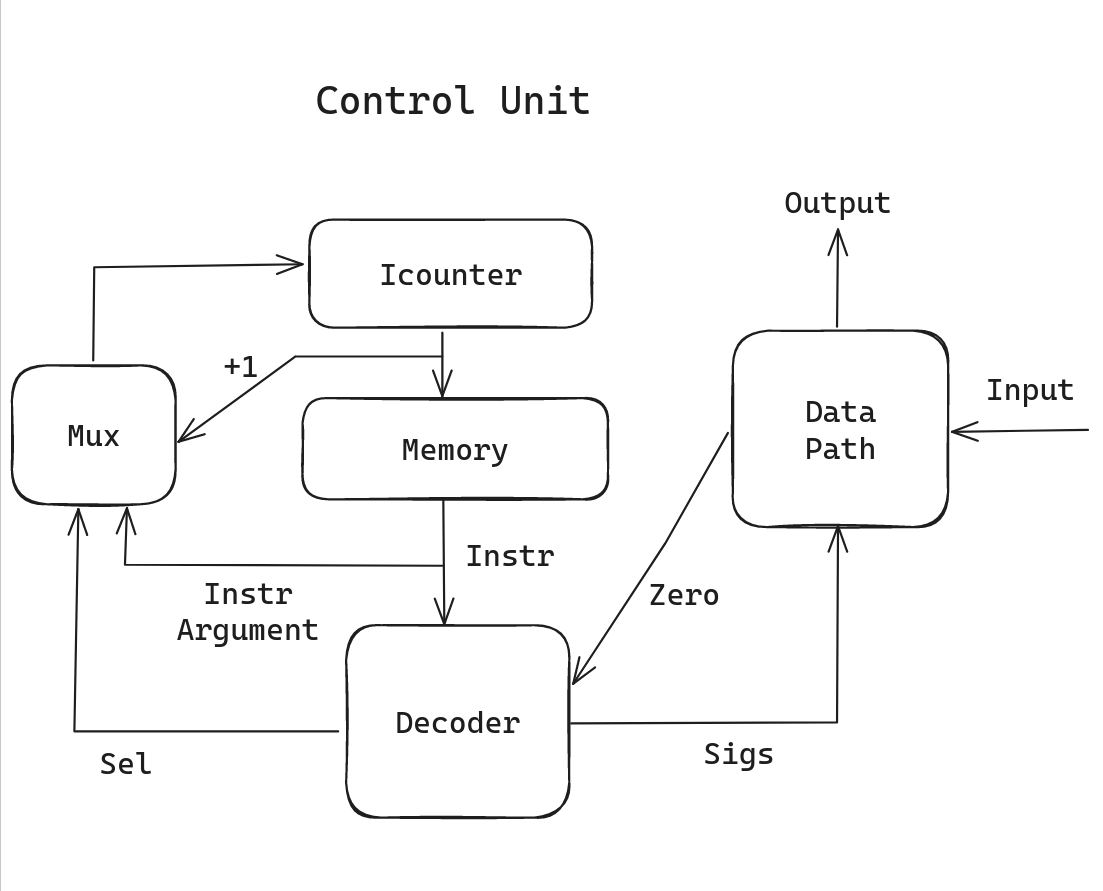 Control Unit
Output
Icounter
+1
Input
Mux
Memory
Data
Path
Instr
Instr
Argument
Zero
Decoder
Sel
Sigs